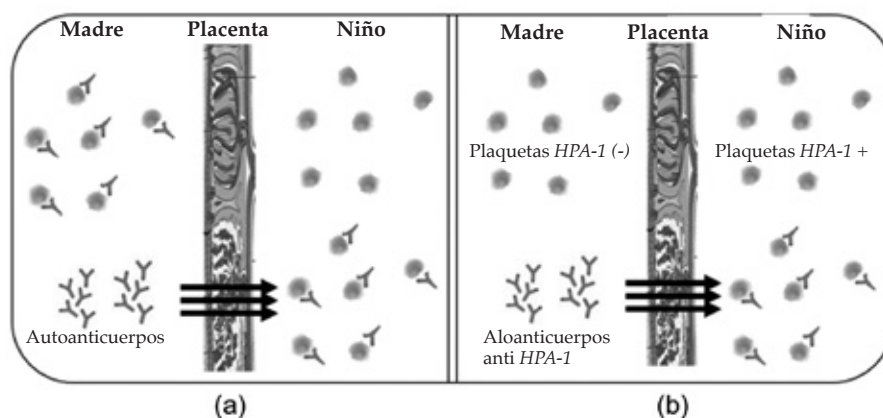 Madre Placenta Niño
Autoanticuerpos
(a)
Madre Placenta Niño
Plaquetas HPA-1 (-) Plaquetas HPA-1 +
Aloanticuerpos
anti HPA-1
(b)